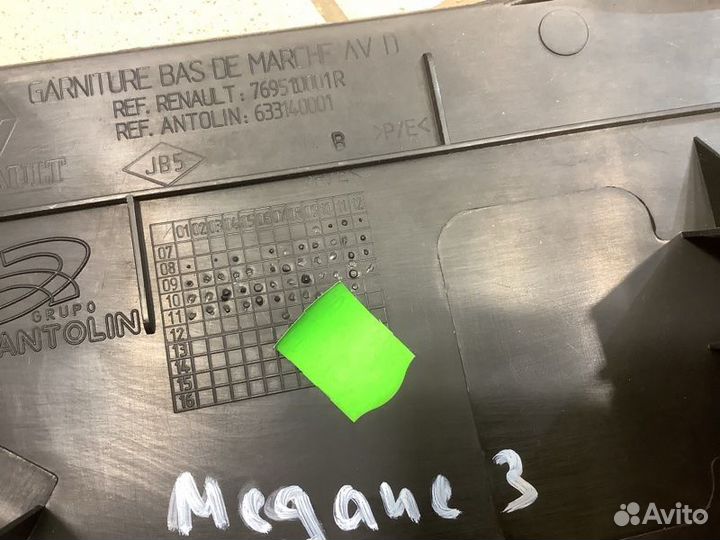 GARNITURE BAS DE MARCHE AV D
REF. RENAULT: 769510001R
REF. ANTOLIN: 633140001
B >P/E<
AULT
JB5
01 02 03 04 05 06 07 08 09 10 11 12
07
08
09
10
11
12
13
14
15
16
GRUPO
ANTOLIN
Megane 3
Avito